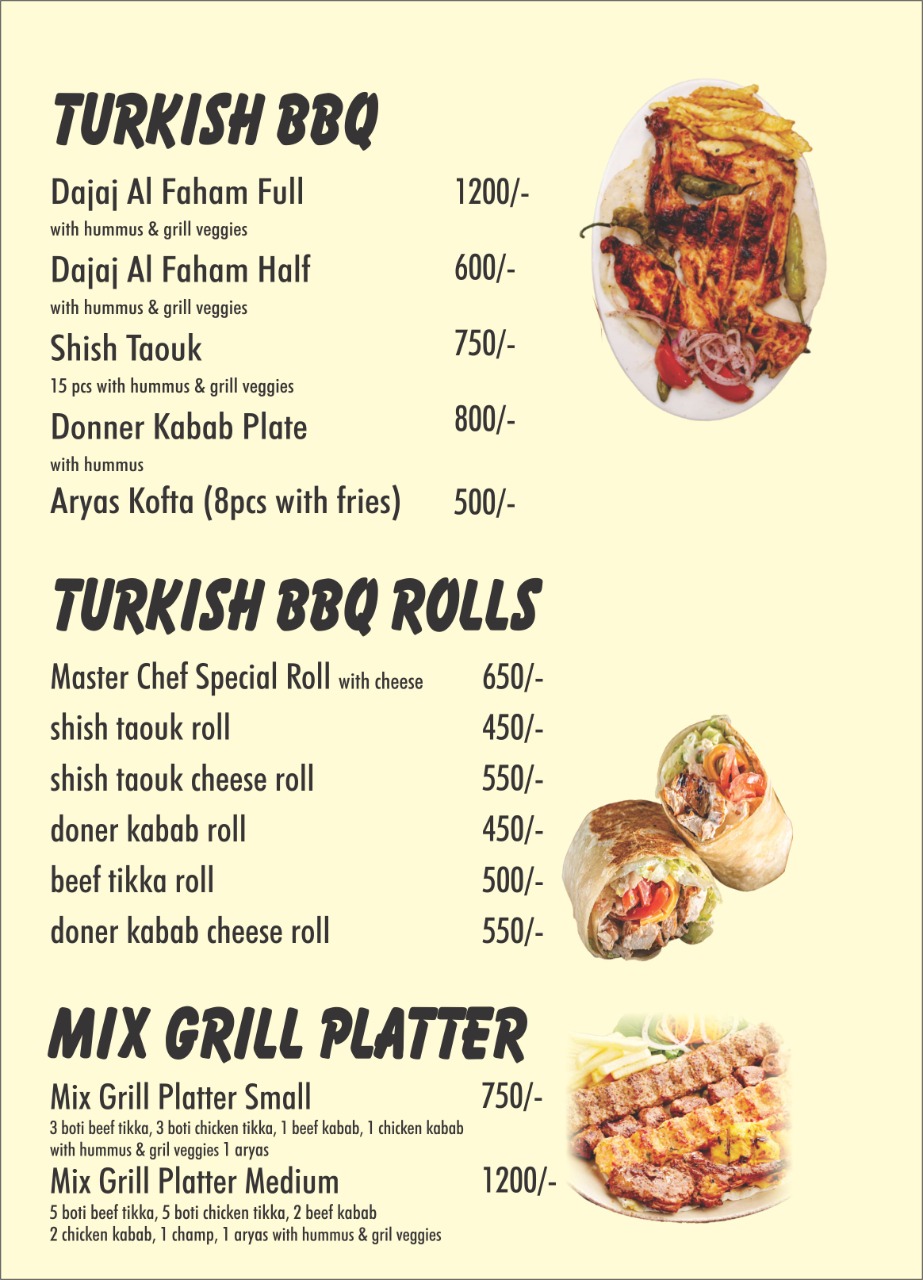 TURKISH BBQ
Dajaj Al Faham Full 1200/-
with hummus & grill veggies
Dajaj Al Faham Half 600/-
with hummus & grill veggies
Shish Taouk 750/-
15 pcs with hummus & grill veggies
Donner Kabab Plate 800/-
with hummus
Aryas Kofta (8pcs with fries) 500/-
TURKISH BBQ ROLLS
Master Chef Special Roll with cheese 650/-
shish taouk roll 450/-
shish taouk cheese roll 550/-
doner kabab roll 450/-
beef tikka roll 500/-
doner kabab cheese roll 550/-
MIX GRILL PLATTER
Mix Grill Platter Small 750/-
3 boti beef tikka, 3 boti chicken tikka, 1 beef kabab, 1 chicken kabab
with hummus & gril veggies 1 aryas
Mix Grill Platter Medium 1200/-
5 boti beef tikka, 5 boti chicken tikka, 2 beef kabab
2 chicken kabab, 1 champ, 1 aryas with hummus & gril veggies